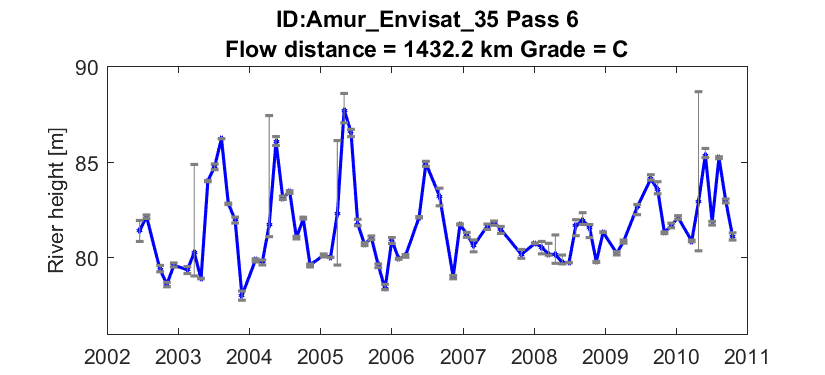 ID:Amur_Envisat_35 Pass 6
Flow distance = 1432.2 km Grade = C
90
85
80
River height [m]
2002 2003 2004 2005 2006 2007 2008 2009 2010 2011